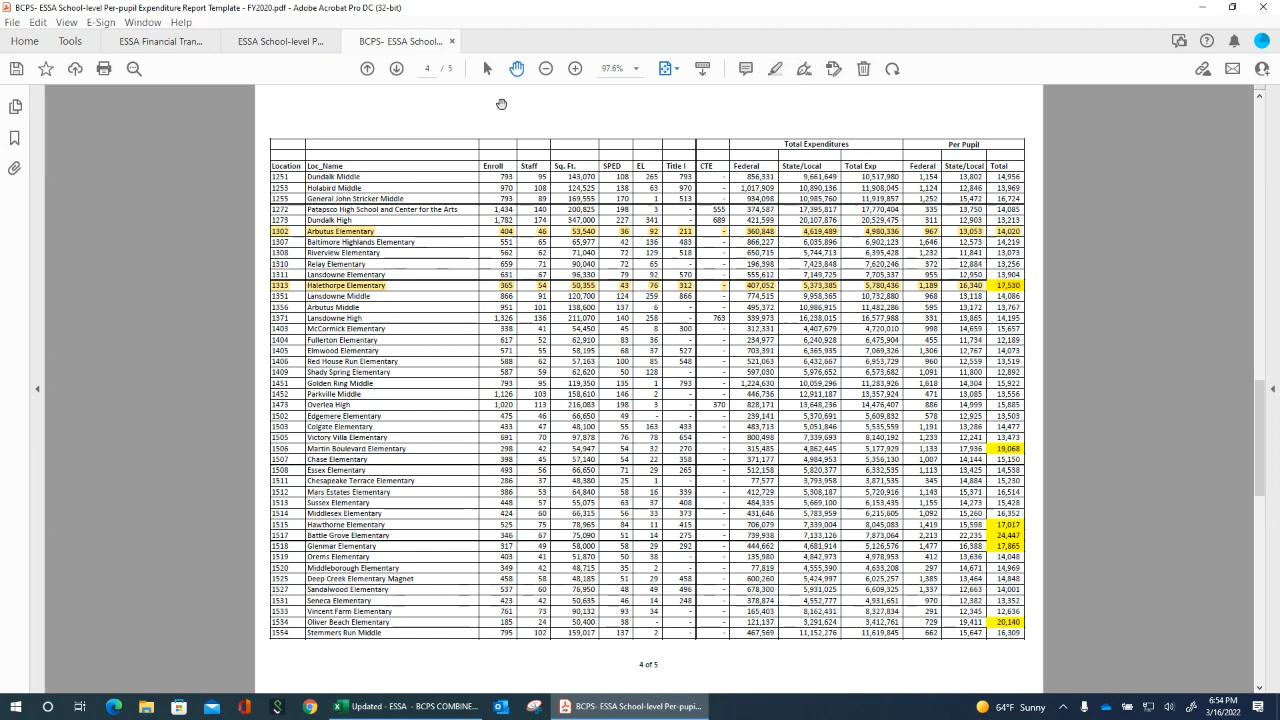 BCPS- ESSA School-level Per-pupil Expenditure Report Template - FY2020.pdf - Adobe Acrobat Pro DC (32-bit)
File Edit View E-Sign Window Help
Home Tools ESSA Financial Tran... ESSA School-level P... BCPS- ESSA School... ×
4 / 5 97.6%
Total Expenditures Per Pupil
Location Loc_Name Enroll Staff Sq. Ft. SPED EL Title I CTE Federal State/Local Total Exp Federal State/Local Total
1251 Dundalk Middle 793 95 143,070 108 265 793 - 856,331 9,661,649 10,517,980 1,154 13,802 14,956
1253 Holabird Middle 970 108 124,525 138 63 970 - 1,017,909 10,890,136 11,908,045 1,124 12,846 13,969
1255 General John Stricker Middle 793 89 169,555 170 1 513 - 934,098 10,985,760 11,919,857 1,252 15,472 16,724
1272 Patapsco High School and Center for the Arts 1,434 140 200,825 198 3 - 555 374,587 17,395,817 17,770,404 335 13,750 14,085
1273 Dundalk High 1,782 174 347,000 227 341 - 689 421,599 20,107,876 20,529,475 311 12,903 13,213
1302 Arbutus Elementary 404 46 53,540 36 92 211 - 360,848 4,619,489 4,980,336 967 13,053 14,020
1307 Baltimore Highlands Elementary 551 65 65,977 42 136 483 - 866,227 6,035,896 6,902,123 1,646 12,573 14,219
1308 Riverview Elementary 562 62 71,040 72 129 518 - 650,715 5,744,713 6,395,428 1,232 11,841 13,073
1310 Relay Elementary 659 71 90,040 72 65 - - 196,398 7,423,848 7,620,246 372 12,884 13,256
1311 Lansdowne Elementary 631 67 96,330 79 92 570 - 555,612 7,149,725 7,705,337 955 12,950 13,904
1313 Halethorpe Elementary 365 54 50,355 43 76 312 - 407,052 5,373,385 5,780,436 1,189 16,340 17,530
1351 Lansdowne Middle 866 91 120,700 124 259 866 - 774,515 9,958,365 10,732,880 968 13,118 14,086
1356 Arbutus Middle 951 101 138,600 137 6 - - 495,372 10,986,915 11,482,286 595 13,172 13,767
1371 Lansdowne High 1,326 136 211,070 140 258 - 763 339,973 16,238,015 16,577,988 331 13,865 14,195
1403 McCormick Elementary 338 41 54,450 45 8 300 - 312,331 4,407,679 4,720,010 998 14,659 15,657
1404 Fullerton Elementary 617 52 62,910 83 36 - - 234,977 6,240,928 6,475,904 455 11,734 12,189
1405 Elmwood Elementary 571 55 58,195 68 37 527 - 703,391 6,365,935 7,069,326 1,306 12,767 14,073
1406 Red House Run Elementary 588 62 57,163 100 85 548 - 521,063 6,432,667 6,953,729 960 12,559 13,519
1409 Shady Spring Elementary 587 59 62,620 50 128 - - 597,030 5,976,652 6,573,682 1,091 11,800 12,892
1451 Golden Ring Middle 793 95 119,350 135 1 793 - 1,224,630 10,059,296 11,283,926 1,618 14,304 15,922
1452 Parkville Middle 1,126 103 158,610 146 2 - - 446,736 12,911,187 13,357,924 471 13,085 13,556
1473 Overlea High 1,020 113 216,083 198 3 - 370 828,171 13,648,236 14,476,407 886 14,999 15,885
1502 Edgemere Elementary 475 46 66,650 49 - - - 239,141 5,370,691 5,609,832 578 12,925 13,503
1503 Colgate Elementary 433 47 48,100 55 163 433 - 483,713 5,051,846 5,535,559 1,191 13,286 14,477
1505 Victory Villa Elementary 691 70 97,878 76 78 654 - 800,498 7,339,693 8,140,192 1,233 12,241 13,473
1506 Martin Boulevard Elementary 298 42 54,947 54 32 270 - 315,485 4,862,445 5,177,929 1,133 17,936 19,068
1507 Chase Elementary 398 45 57,140 54 22 358 - 371,177 4,984,953 5,356,130 1,007 14,144 15,150
1508 Essex Elementary 493 56 66,650 71 29 265 - 512,158 5,820,377 6,332,535 1,113 13,425 14,538
1511 Chesapeake Terrace Elementary 286 37 48,380 25 1 - - 77,577 3,793,958 3,871,535 345 14,884 15,230
1512 Mars Estates Elementary 386 53 64,840 58 16 339 - 412,729 5,308,187 5,720,916 1,143 15,371 16,514
1513 Sussex Elementary 448 57 55,075 63 37 408 - 484,335 5,669,100 6,153,435 1,155 14,273 15,428
1514 Middlesex Elementary 424 60 66,315 56 33 373 - 431,646 5,783,959 6,215,605 1,092 15,260 16,352
1515 Hawthorne Elementary 525 75 78,965 84 11 415 - 706,079 7,339,004 8,045,083 1,419 15,598 17,017
1517 Battle Grove Elementary 346 67 75,090 51 14 275 - 739,938 7,133,126 7,873,064 2,213 22,235 24,447
1518 Glenmar Elementary 317 49 58,000 58 29 292 - 444,662 4,681,914 5,126,576 1,477 16,388 17,865
1519 Orems Elementary 403 41 51,870 50 38 - - 135,980 4,842,973 4,978,953 412 13,636 14,048
1520 Middleborough Elementary 349 42 48,715 35 2 - - 77,819 4,555,390 4,633,208 297 14,671 14,969
1525 Deep Creek Elementary Magnet 458 58 48,185 51 29 458 - 600,260 5,424,997 6,025,257 1,385 13,464 14,848
1527 Sandalwood Elementary 537 60 76,950 48 49 496 - 678,300 5,931,025 6,609,325 1,337 12,663 14,001
1531 Seneca Elementary 423 42 50,635 46 14 248 - 378,874 4,552,777 4,931,651 970 12,382 13,352
1533 Vincent Farm Elementary 761 73 90,132 93 34 - - 165,403 8,162,431 8,327,834 291 12,345 12,636
1534 Oliver Beach Elementary 185 24 50,400 38 - - - 121,137 3,291,624 3,412,761 729 19,411 20,140
1554 Stemmers Run Middle 795 102 159,017 137 2 - - 467,569 11,152,276 11,619,845 662 15,647 16,309
4 of 5
Updated - ESSA - BCPS COMBINE... BCPS- ESSA School-level Per-pupi... 64°F Sunny 6:54 PM
3/16/2022